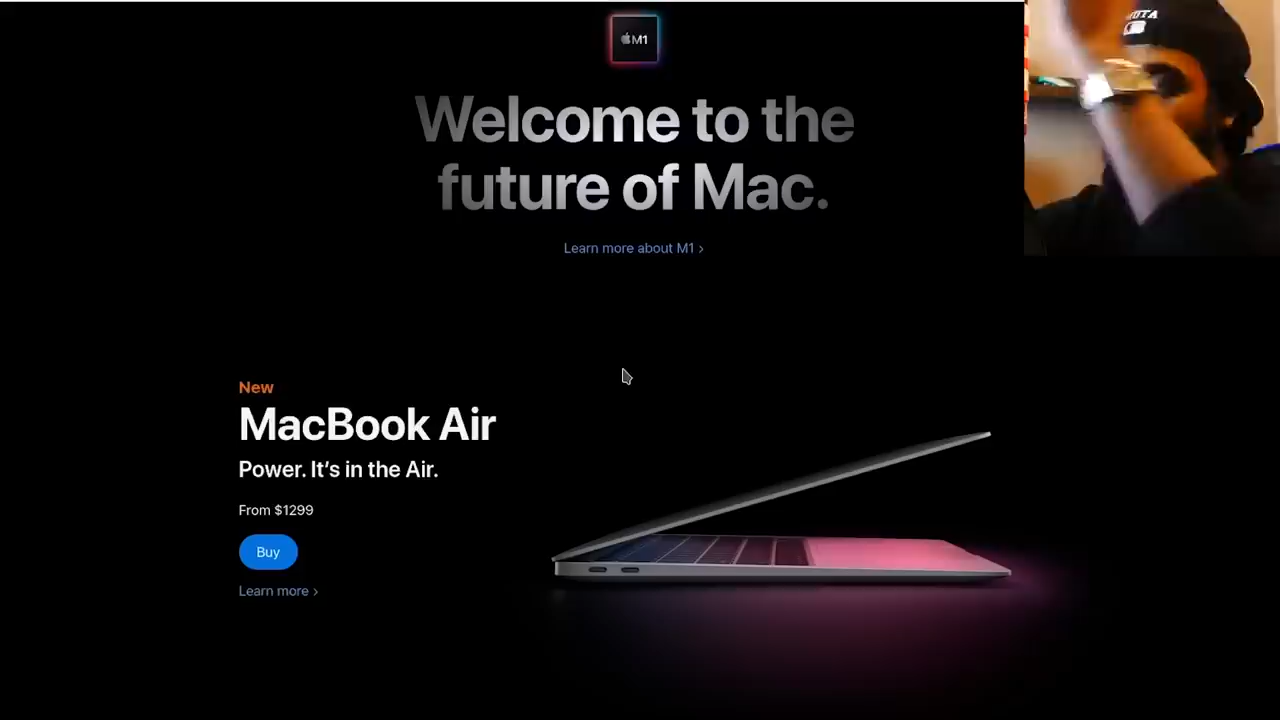 M1
Welcome to the
future of Mac.
Learn more about M1 >
New
MacBook Air
Power. It's in the Air.
From $1299
Buy
Learn more >